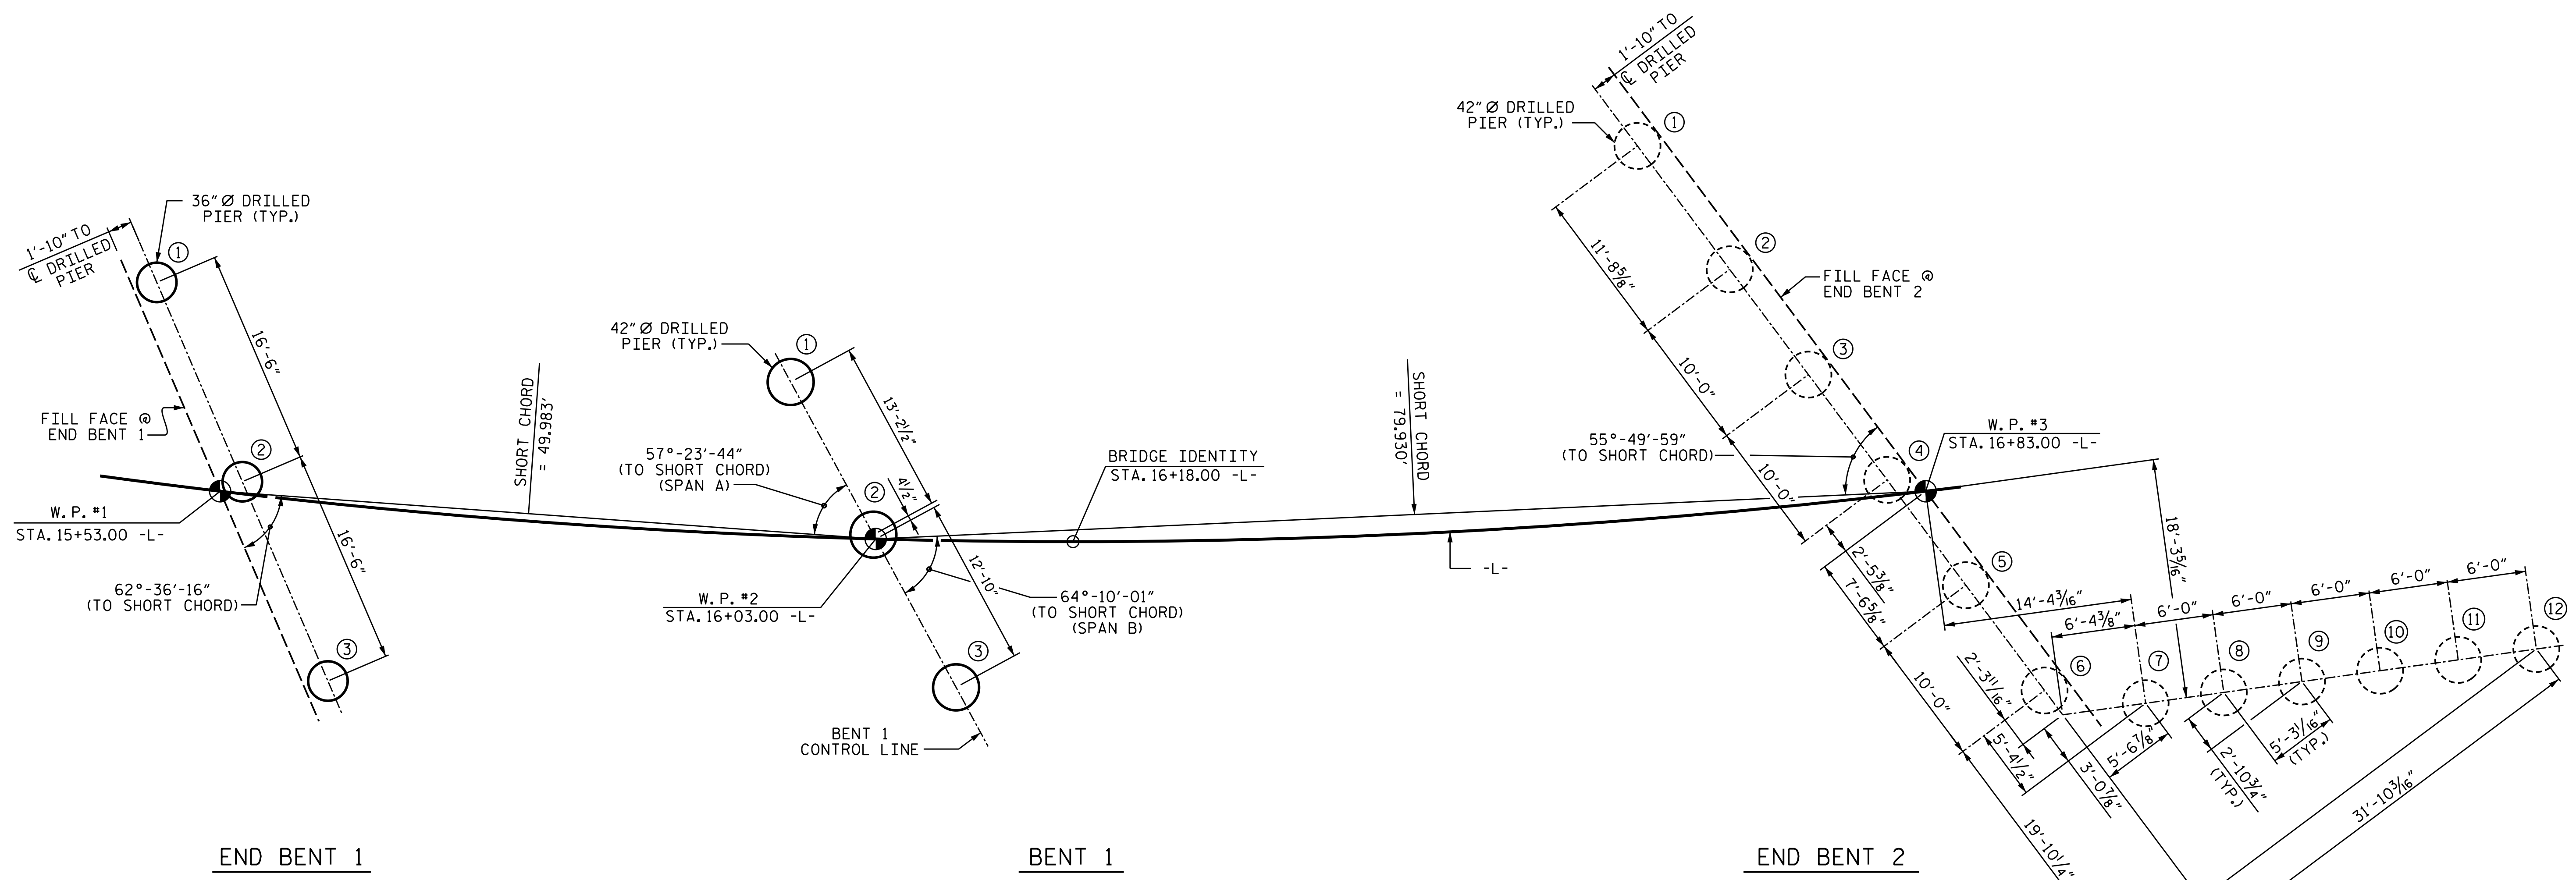 1'-10" TO
℄ DRILLED
PIER
36" Ø DRILLED
PIER (TYP.)
①
16'-6"
FILL FACE @
END BENT 1
②
W.P. #1
STA. 15+53.00 -L-
62°-36'-16"
(TO SHORT CHORD)
16'-6"
③
SHORT CHORD
= 49.983'
42" Ø DRILLED
PIER (TYP.)
①
13'-2½"
57°-23'-44"
(TO SHORT CHORD)
(SPAN A)
②
4½"
W.P. #2
STA. 16+03.00 -L-
12'-10"
64°-10'-01"
(TO SHORT CHORD)
(SPAN B)
③
BENT 1
CONTROL LINE
BRIDGE IDENTITY
STA. 16+18.00 -L-
SHORT CHORD
= 79.930'
-L-
1'-10" TO
℄ DRILLED
PIER
42" Ø DRILLED
PIER (TYP.)
①
②
11'-8⅝"
FILL FACE @
END BENT 2
③
10'-0"
55°-49'-59"
(TO SHORT CHORD)
W.P. #3
STA. 16+83.00 -L-
④
10'-0"
2'-5⅜"
7'-6⅝"
⑤
18'-3⁵⁄₁₆"
14'-4³⁄₁₆"
6'-4⅜"
6'-0"
6'-0"
6'-0"
6'-0"
6'-0"
⑥
⑦
⑧
⑨
⑩
⑪
⑫
10'-0"
2'-3¹¹⁄₁₆"
5'-4½"
3'-0⅞"
5'-6⅞"
2'-10¾"
(TYP.)
5'-3¹⁄₁₆"
(TYP.)
31'-10³⁄₁₆"
19'-10¼"
END BENT 1
BENT 1
END BENT 2